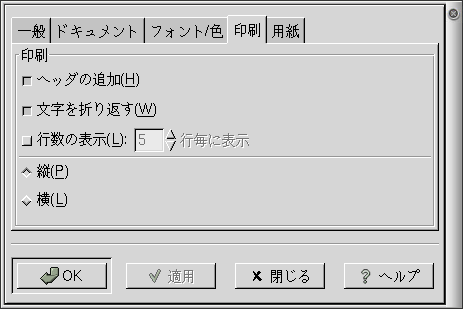 一般 ドキュメント フォント/色 印刷 用紙
印刷
ヘッダの追加(H)
文字を折り返す(W)
行数の表示(L): 5 行毎に表示
縦(P)
横(L)
OK 適用 閉じる ヘルプ